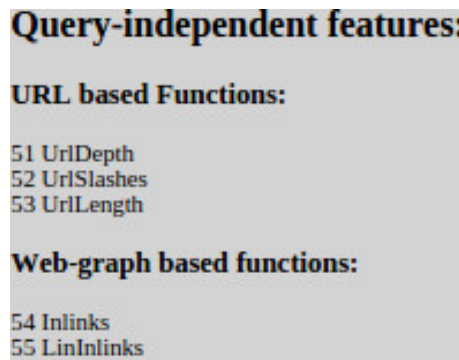 Query-independent features:
URL based Functions:
51 UrlDepth
52 UrlSlashes
53 UrlLength
Web-graph based functions:
54 Inlinks
55 LinInlinks